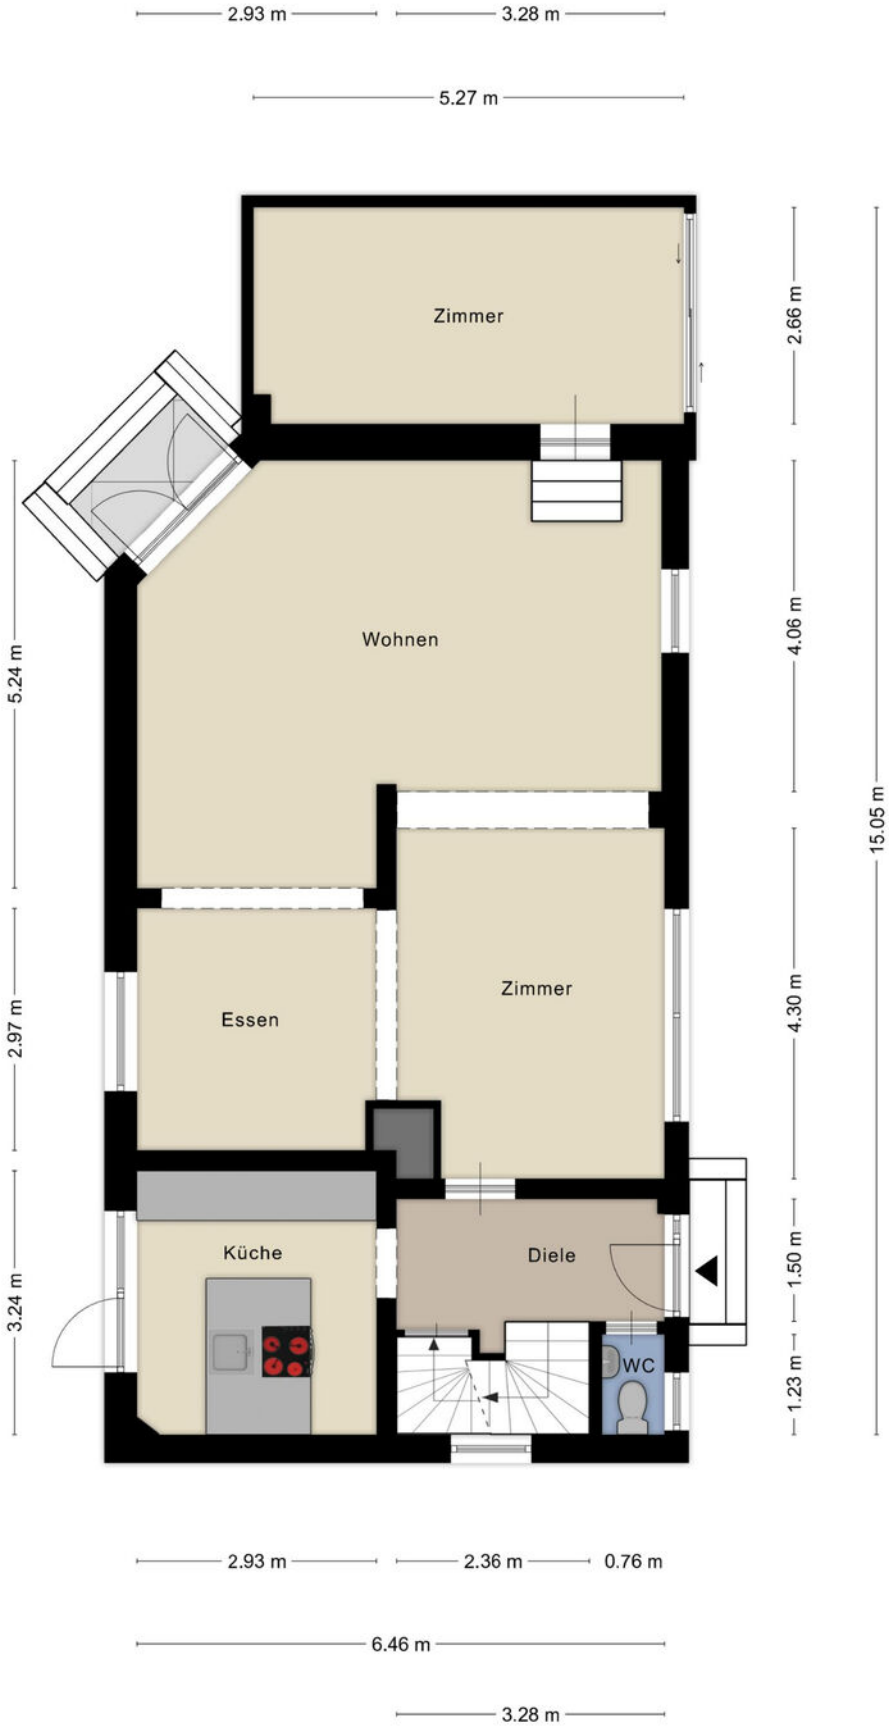 2.93 m
3.28 m
5.27 m
Zimmer
2.66 m
Wohnen
4.06 m
5.24 m
15.05 m
Zimmer
4.30 m
Essen
2.97 m
Küche
Diele
1.50 m
3.24 m
WC
1.23 m
2.93 m
2.36 m
0.76 m
6.46 m
3.28 m